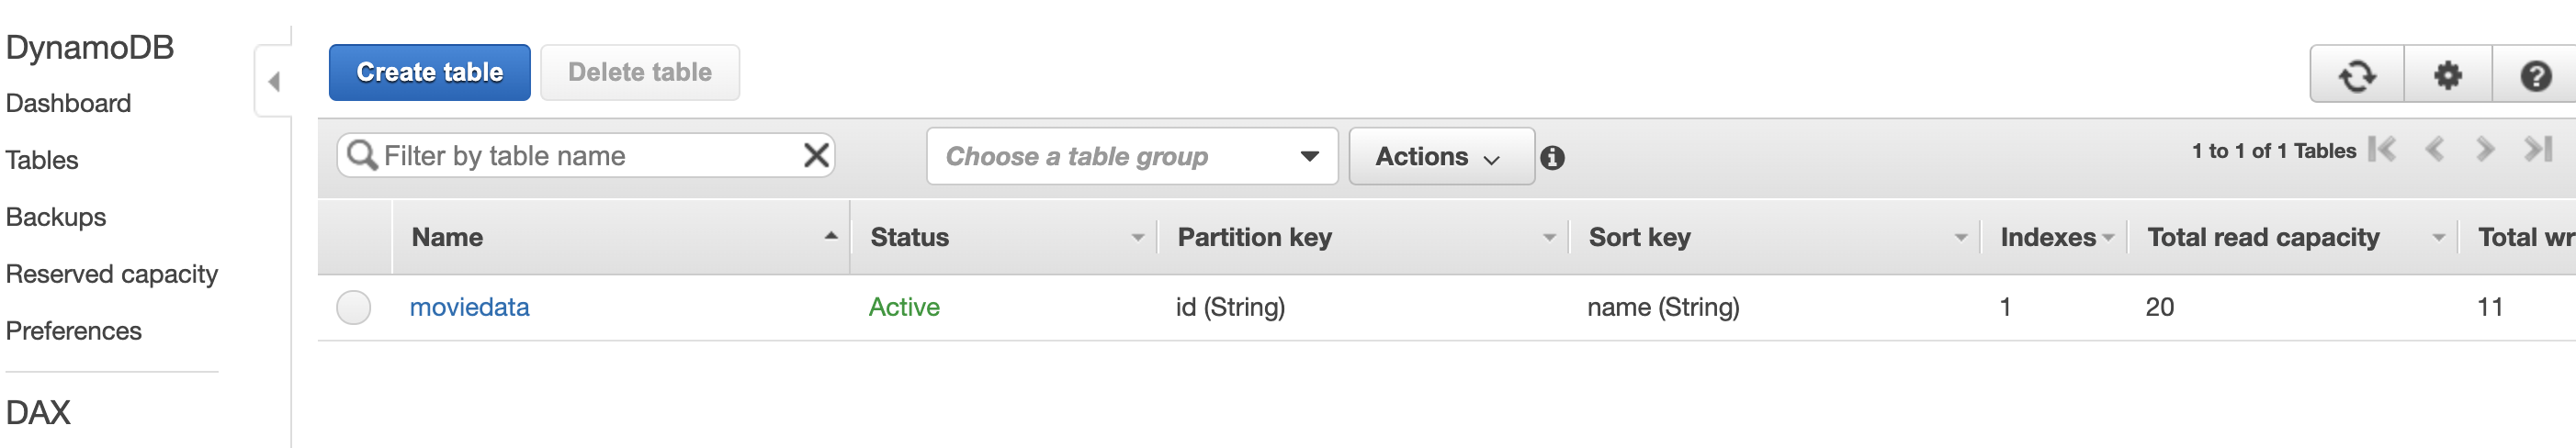 DynamoDB
Dashboard
Tables
Backups
Reserved capacity
Preferences
DAX
Create table Delete table
Filter by table name Choose a table group Actions 1 to 1 of 1 Tables
Name Status Partition key Sort key Indexes Total read capacity Total wr
moviedata Active id (String) name (String) 1 20 11